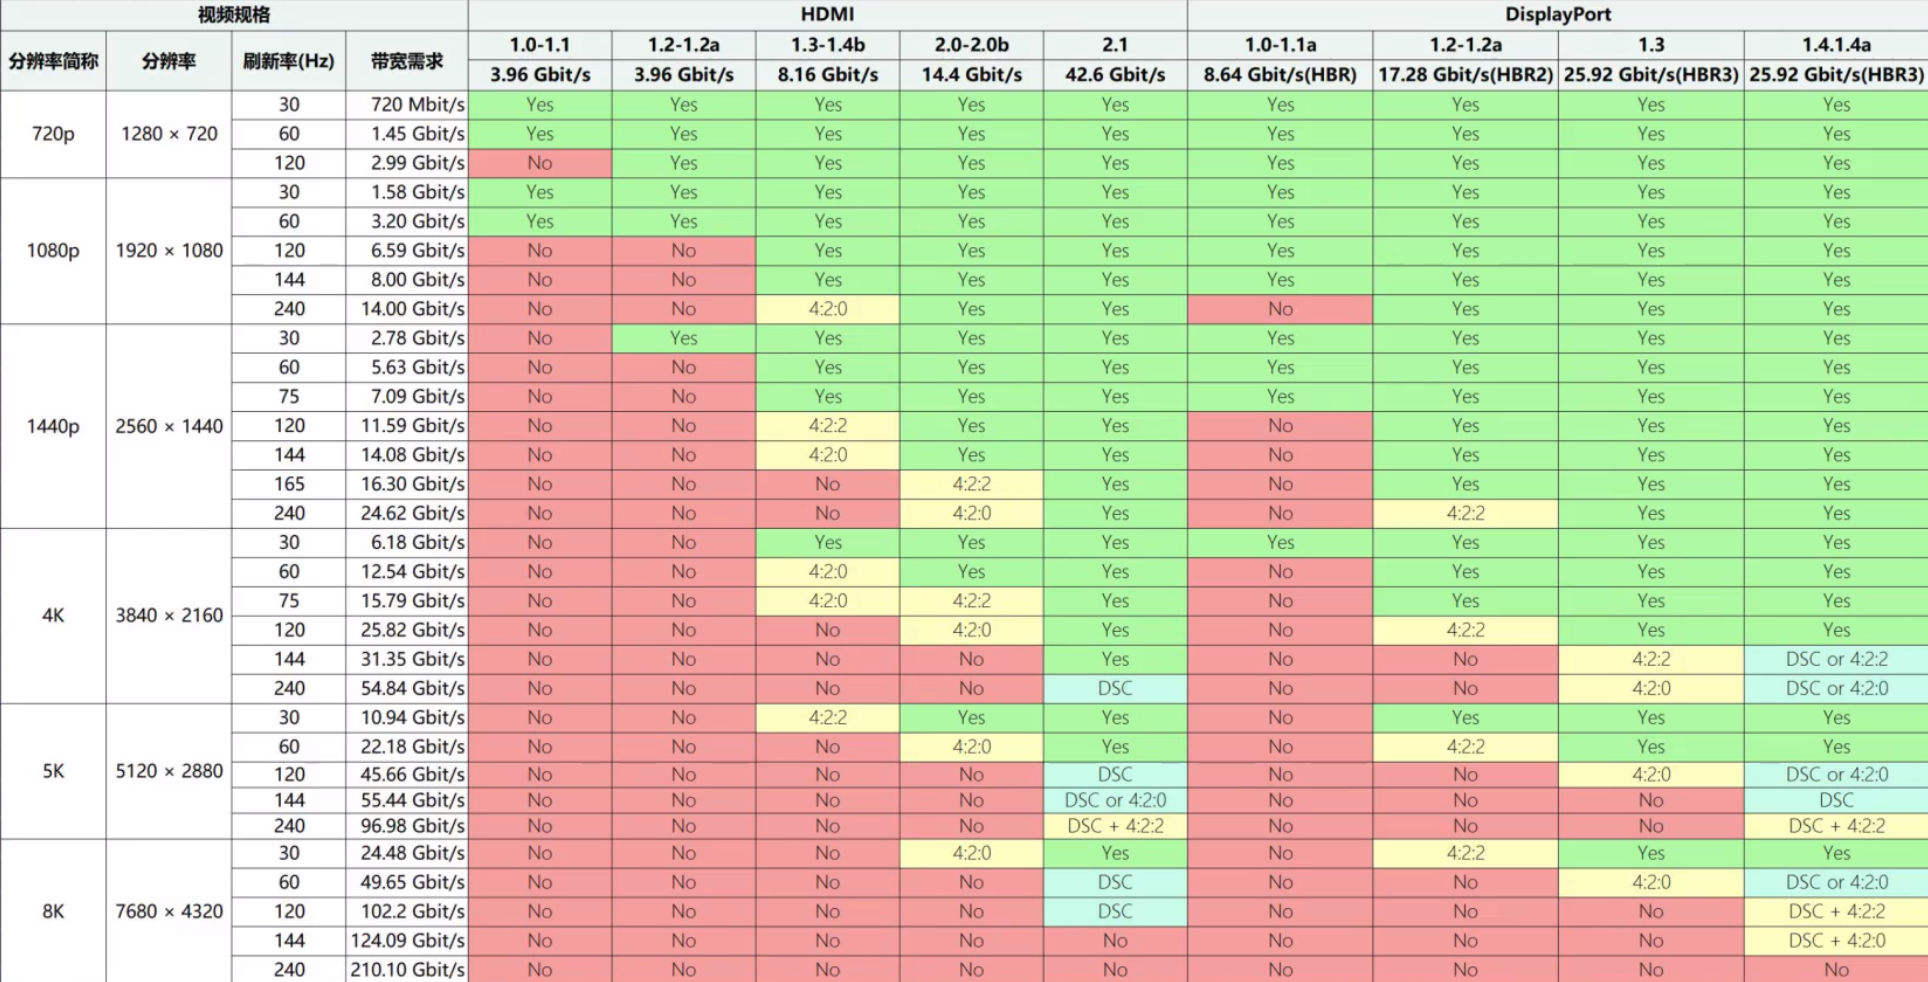 视频规格 HDMI DisplayPort
分辨率简称 分辨率 刷新率(Hz) 带宽需求 1.0-1.1 1.2-1.2a 1.3-1.4b 2.0-2.0b 2.1 1.0-1.1a 1.2-1.2a 1.3 1.4.1.4a
3.96 Gbit/s 3.96 Gbit/s 8.16 Gbit/s 14.4 Gbit/s 42.6 Gbit/s 8.64 Gbit/s(HBR) 17.28 Gbit/s(HBR2) 25.92 Gbit/s(HBR3) 25.92 Gbit/s(HBR3)
30 720 Mbit/s Yes Yes Yes Yes Yes Yes Yes Yes Yes
720p 1280 × 720 60 1.45 Gbit/s Yes Yes Yes Yes Yes Yes Yes Yes Yes
120 2.99 Gbit/s No Yes Yes Yes Yes Yes Yes Yes Yes
30 1.58 Gbit/s Yes Yes Yes Yes Yes Yes Yes Yes Yes
60 3.20 Gbit/s Yes Yes Yes Yes Yes Yes Yes Yes Yes
1080p 1920 × 1080 120 6.59 Gbit/s No No Yes Yes Yes Yes Yes Yes Yes
144 8.00 Gbit/s No No Yes Yes Yes Yes Yes Yes Yes
240 14.00 Gbit/s No No 4:2:0 Yes Yes No Yes Yes Yes
30 2.78 Gbit/s No Yes Yes Yes Yes Yes Yes Yes Yes
60 5.63 Gbit/s No No Yes Yes Yes Yes Yes Yes Yes
75 7.09 Gbit/s No No Yes Yes Yes Yes Yes Yes Yes
1440p 2560 × 1440 120 11.59 Gbit/s No No 4:2:2 Yes Yes No Yes Yes Yes
144 14.08 Gbit/s No No 4:2:0 Yes Yes No Yes Yes Yes
165 16.30 Gbit/s No No No 4:2:2 Yes No Yes Yes Yes
240 24.62 Gbit/s No No No 4:2:0 Yes No 4:2:2 Yes Yes
30 6.18 Gbit/s No No Yes Yes Yes Yes Yes Yes Yes
60 12.54 Gbit/s No No 4:2:0 Yes Yes No Yes Yes Yes
75 15.79 Gbit/s No No 4:2:0 4:2:2 Yes No Yes Yes Yes
4K 3840 × 2160 120 25.82 Gbit/s No No No 4:2:0 Yes No 4:2:2 Yes Yes
144 31.35 Gbit/s No No No No Yes No No 4:2:2 DSC or 4:2:2
240 54.84 Gbit/s No No No No DSC No No 4:2:0 DSC or 4:2:0
30 10.94 Gbit/s No No 4:2:2 Yes Yes No Yes Yes Yes
60 22.18 Gbit/s No No No 4:2:0 Yes No 4:2:2 Yes Yes
5K 5120 × 2880 120 45.66 Gbit/s No No No No DSC No No 4:2:0 DSC or 4:2:0
144 55.44 Gbit/s No No No No DSC or 4:2:0 No No No DSC
240 96.98 Gbit/s No No No No DSC + 4:2:2 No No No DSC + 4:2:2
30 24.48 Gbit/s No No No 4:2:0 Yes No 4:2:2 Yes Yes
60 49.65 Gbit/s No No No No DSC No No 4:2:0 DSC or 4:2:0
8K 7680 × 4320 120 102.2 Gbit/s No No No No DSC No No No DSC + 4:2:2
144 124.09 Gbit/s No No No No No No No No DSC + 4:2:0
240 210.10 Gbit/s No No No No No No No No No